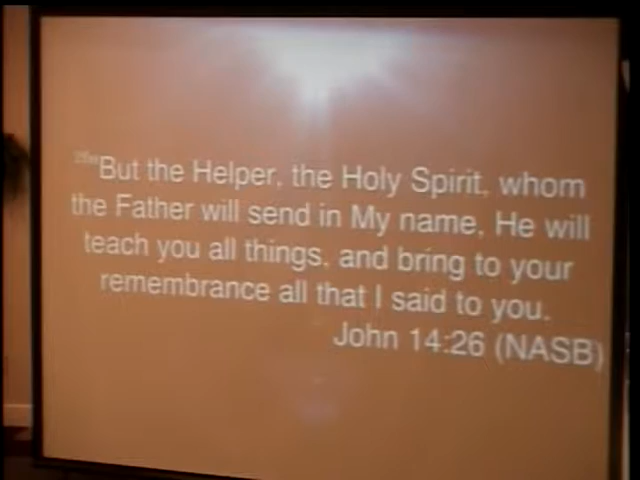 26"But the Helper, the Holy Spirit, whom
the Father will send in My name, He will
teach you all things, and bring to your
remembrance all that I said to you.
John 14:26 (NASB)